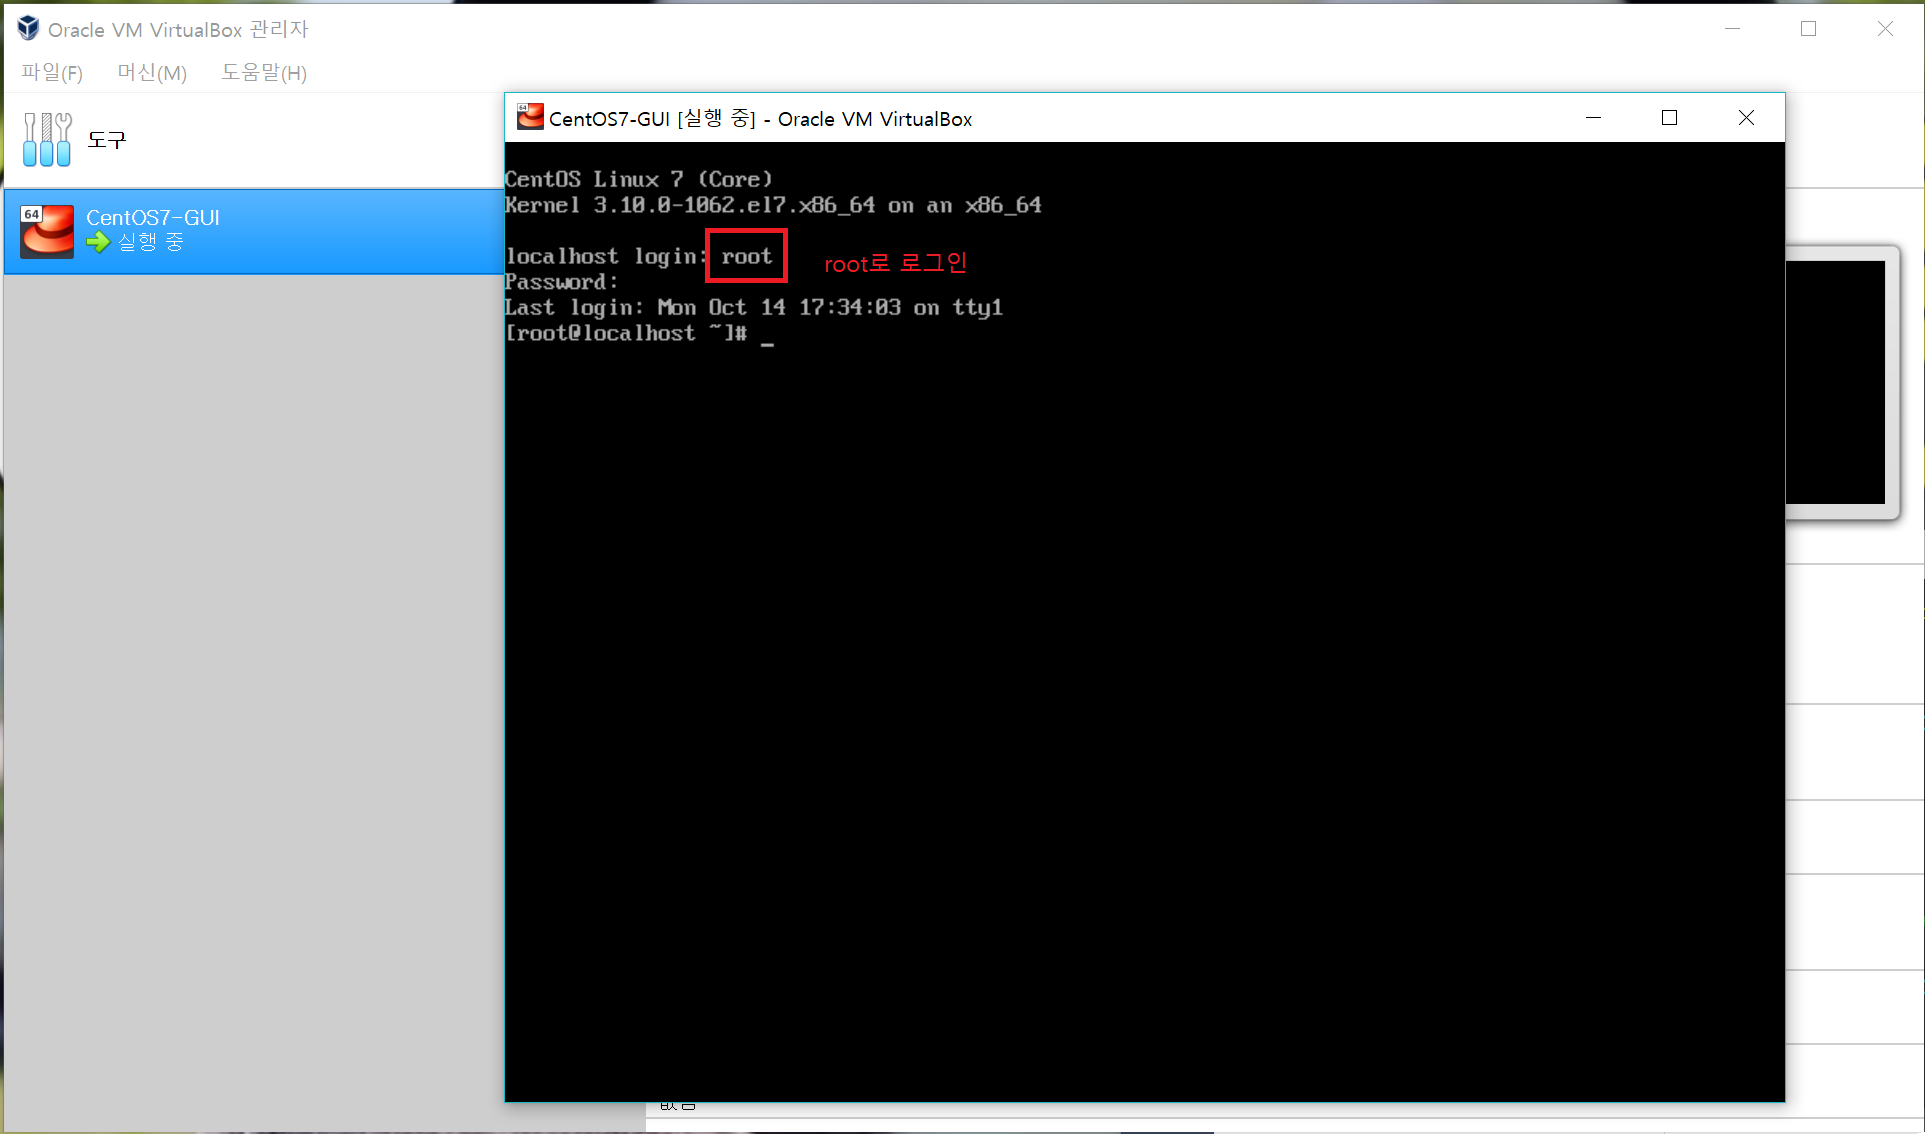 Oracle VM VirtualBox 관리자
파일(F) 머신(M) 도움말(H)
도구
64
CentOS7-GUI
실행 중
64
CentOS7-GUI [실행 중] - Oracle VM VirtualBox
CentOS Linux 7 (Core)
Kernel 3.10.0-1062.el7.x86_64 on an x86_64
localhost login: root
root로 로그인
Password:
Last login: Mon Oct 14 17:34:03 on tty1
[root@localhost ~]# _